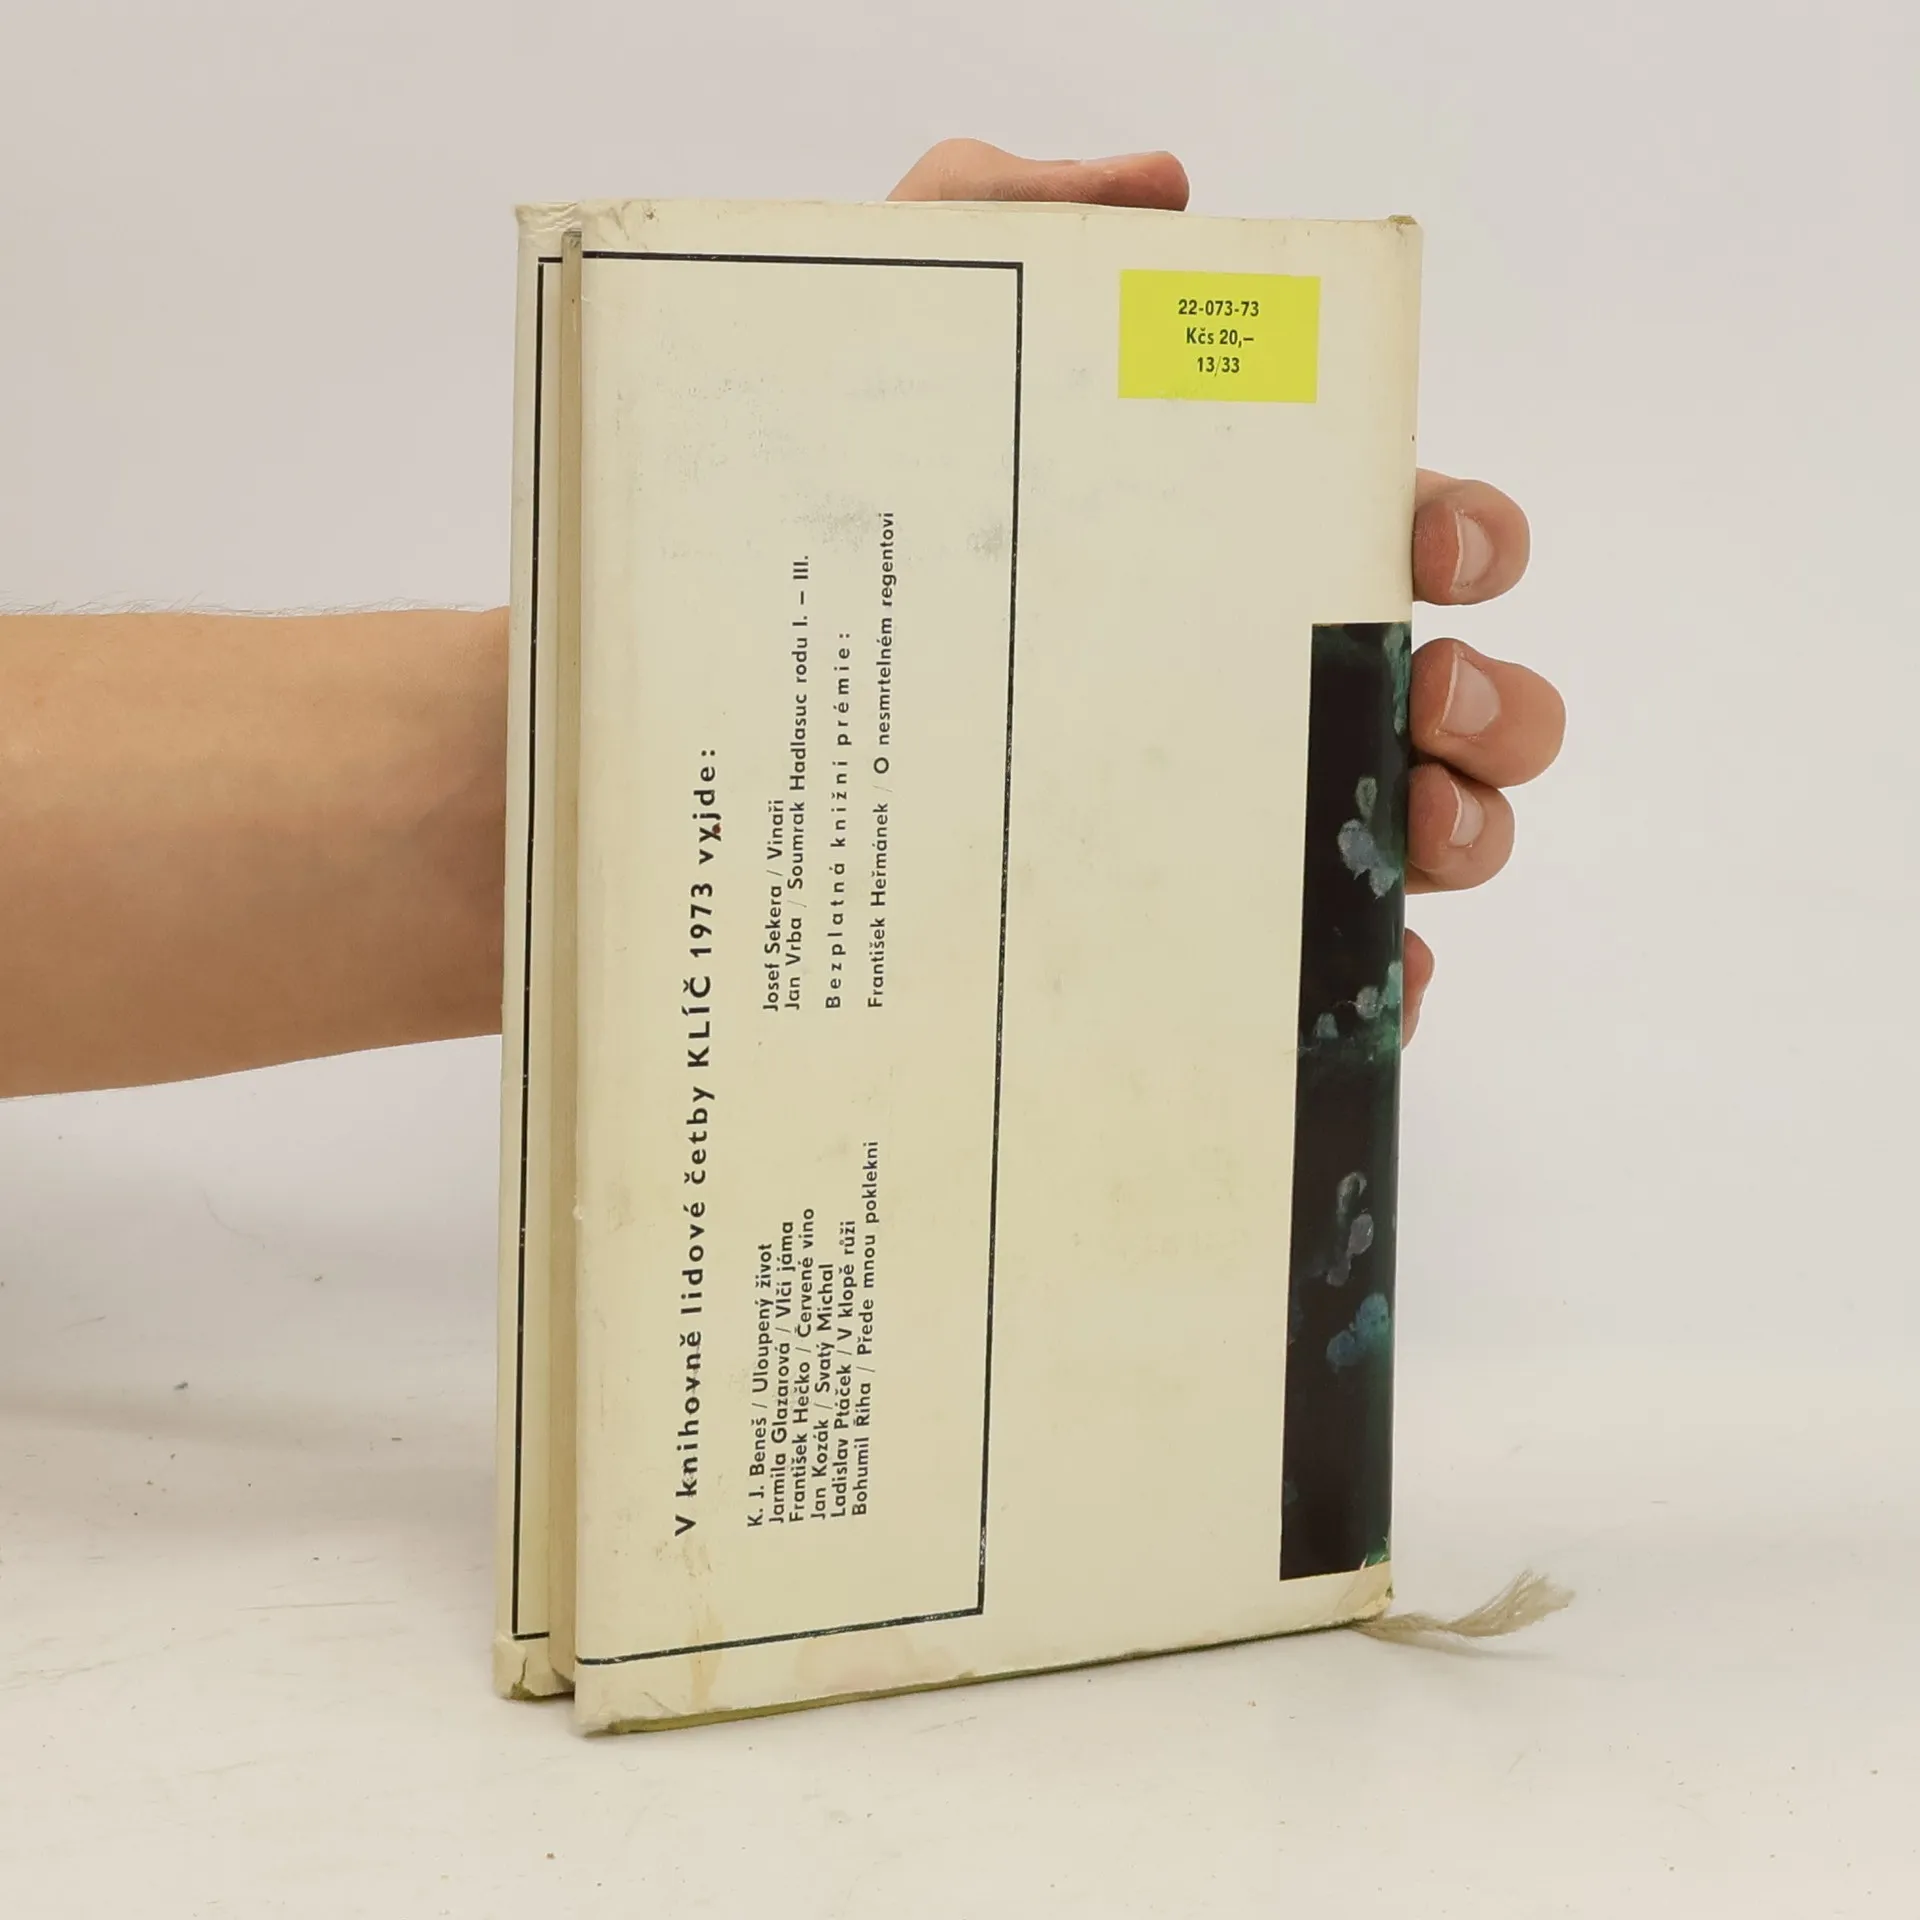 22-073-73
Kčs 20,–
13/33
V knihovně lidové četby KLÍČ 1973 vyjde:
K. J. Beneš / Uloupený život
Jarmila Glazarová / Vlčí jáma
František Hečko / Červené víno
Jan Kozák / Svatý Michal
Ladislav Ptáček / V klopě růži
Bohumil Říha / Přede mnou poklekni
Josef Sekera / Vinaři
Jan Vrba / Soumrak Hadlasuc rodu I. – III.
Bezplatná knižní prémie:
František Heřmánek / O nesmrtelném regentovi